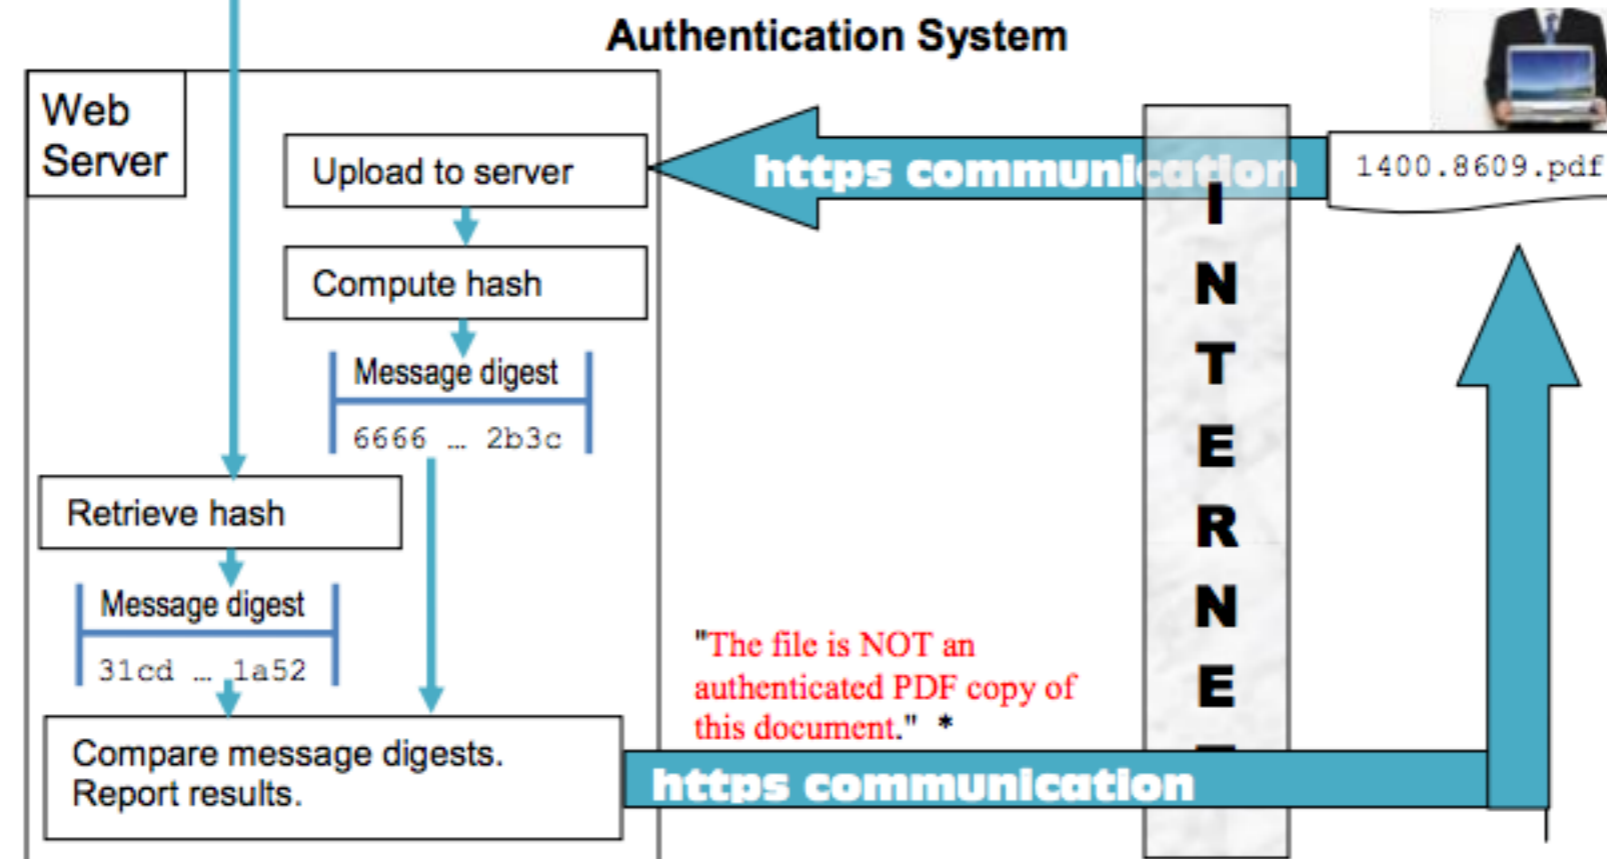 Authentication System
Web
Server
Upload to server
https communication
1400.8609.pdf
Compute hash
Message digest
6666 … 2b3c
Retrieve hash
Message digest
31cd … 1a52
"The file is NOT an
authenticated PDF copy of
this document." *
Compare message digests.
Report results.
https communication
I
N
T
E
R
N
E